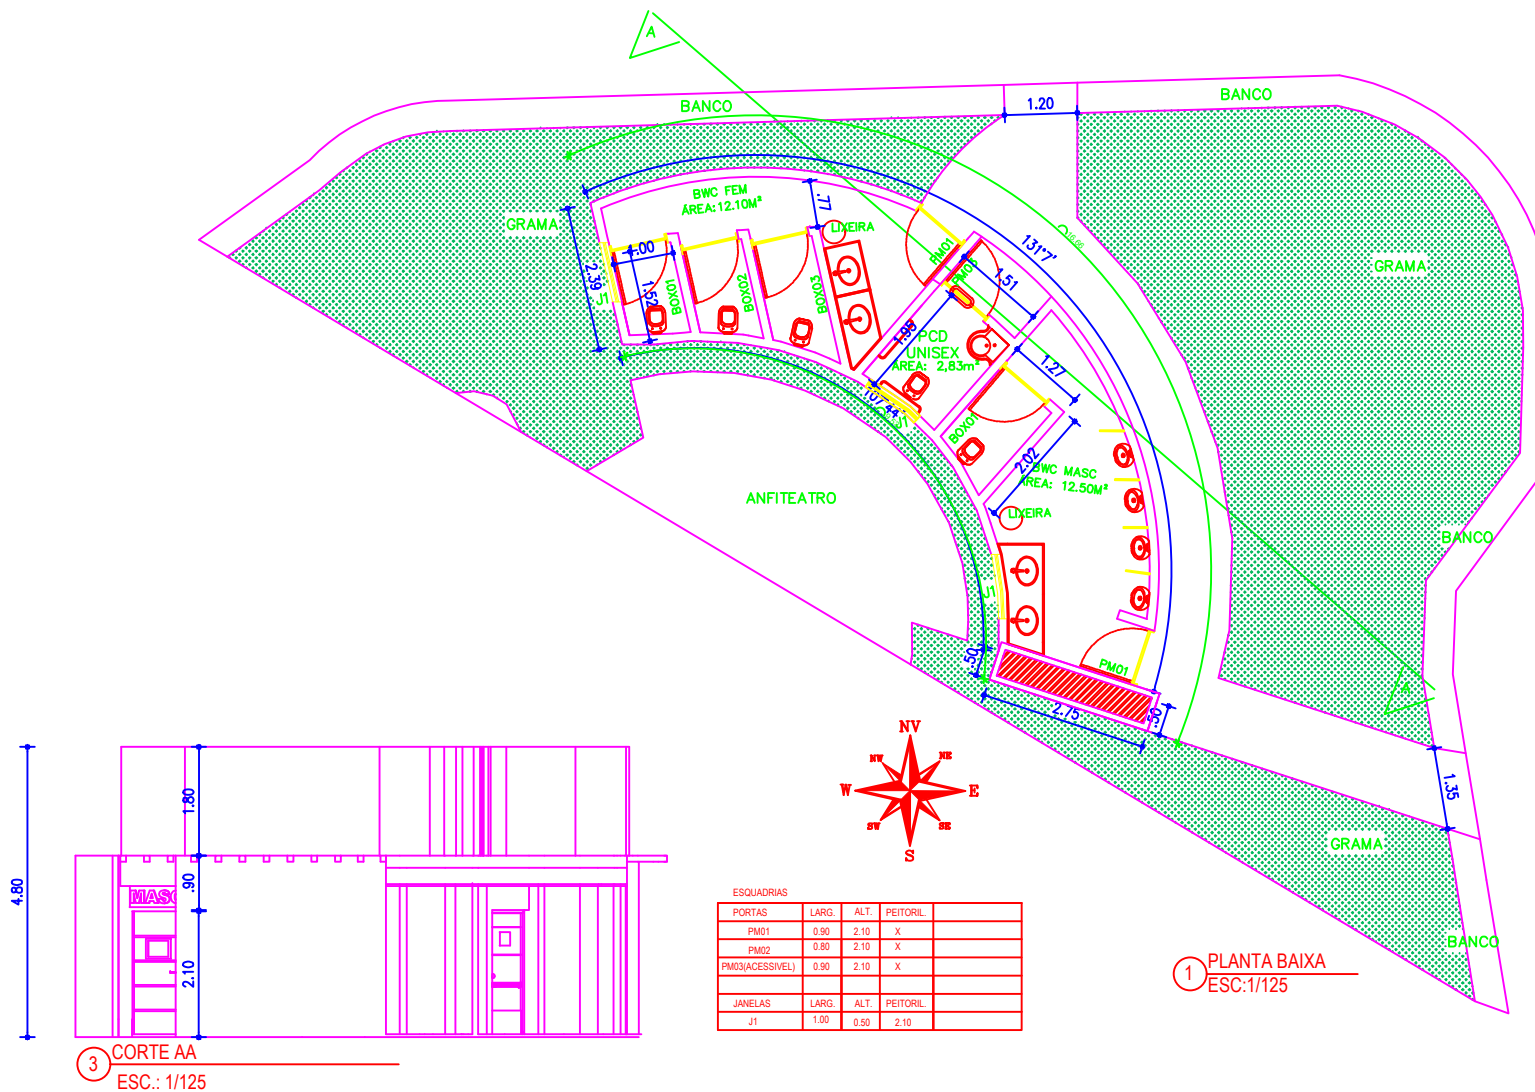 A
BANCO
1.20
BANCO
BWC FEM
ÁREA:12.10M²
.77
LIXEIRA
GRAMA
1.00
2.39
1.52
J1
BOX01
BOX02
BOX03
PM01
PM03
1.51
131°7'
GRAMA
1.95
PCD
UNISEX
ÁREA: 2,83m²
1.27
J1
BOX01
2.02
BWC MASC
ÁREA: 12.50M²
LIXEIRA
ANFITEATRO
BANCO
J1
.50
PM01
2.75
.50
A
1.35
GRAMA
BANCO
NV
NW
NE
W
E
SW
SE
S
4.80
1.80
.90
2.10
MASC
3
CORTE AA
ESC.: 1/125
ESQUADRIAS
PORTAS LARG. ALT. PEITORIL.
PM01 0.90 2.10 X
PM02 0.80 2.10 X
PM03(ACESSIVEL) 0.90 2.10 X
JANELAS LARG. ALT. PEITORIL.
J1 1.00 0.50 2.10
1
PLANTA BAIXA
ESC:1/125